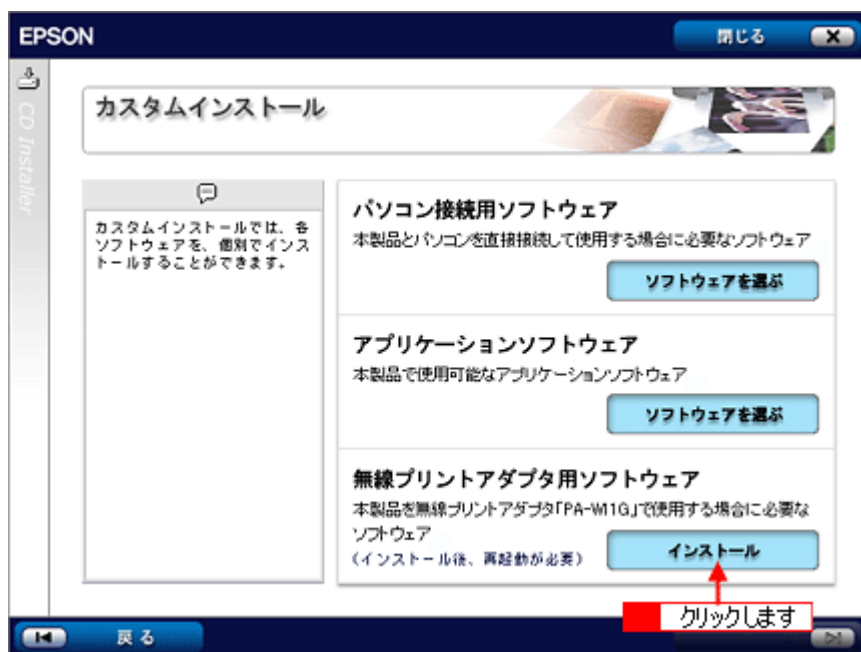 EPSON
閉じる
CD Installer
カスタムインストール
カスタムインストールでは、各
ソフトウェアを、個別でインス
トールすることができます。
パソコン接続用ソフトウェア
本製品とパソコンを直接接続して使用する場合に必要なソフトウェア
ソフトウェアを選ぶ
アプリケーションソフトウェア
本製品で使用可能なアプリケーションソフトウェア
ソフトウェアを選ぶ
無線プリントアダプタ用ソフトウェア
本製品を無線プリントアダプタ「PA-W11G」で使用する場合に必要な
ソフトウェア
(インストール後、再起動が必要)
インストール
クリックします
戻る